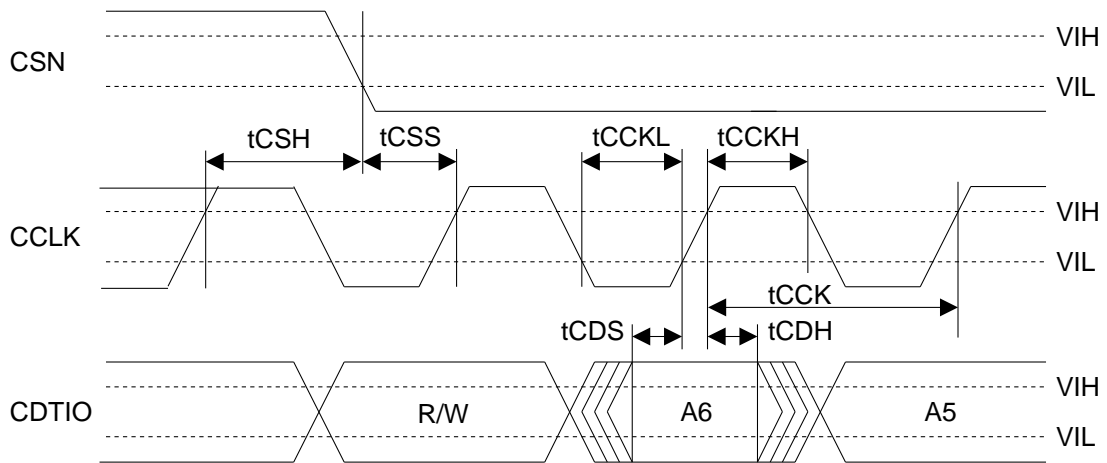 CSN
VIH
VIL
tCSH
tCSS
tCCKL
tCCKH
CCLK
VIH
VIL
tCCK
tCDS
tCDH
CDTIO
R/W
A6
A5
VIH
VIL